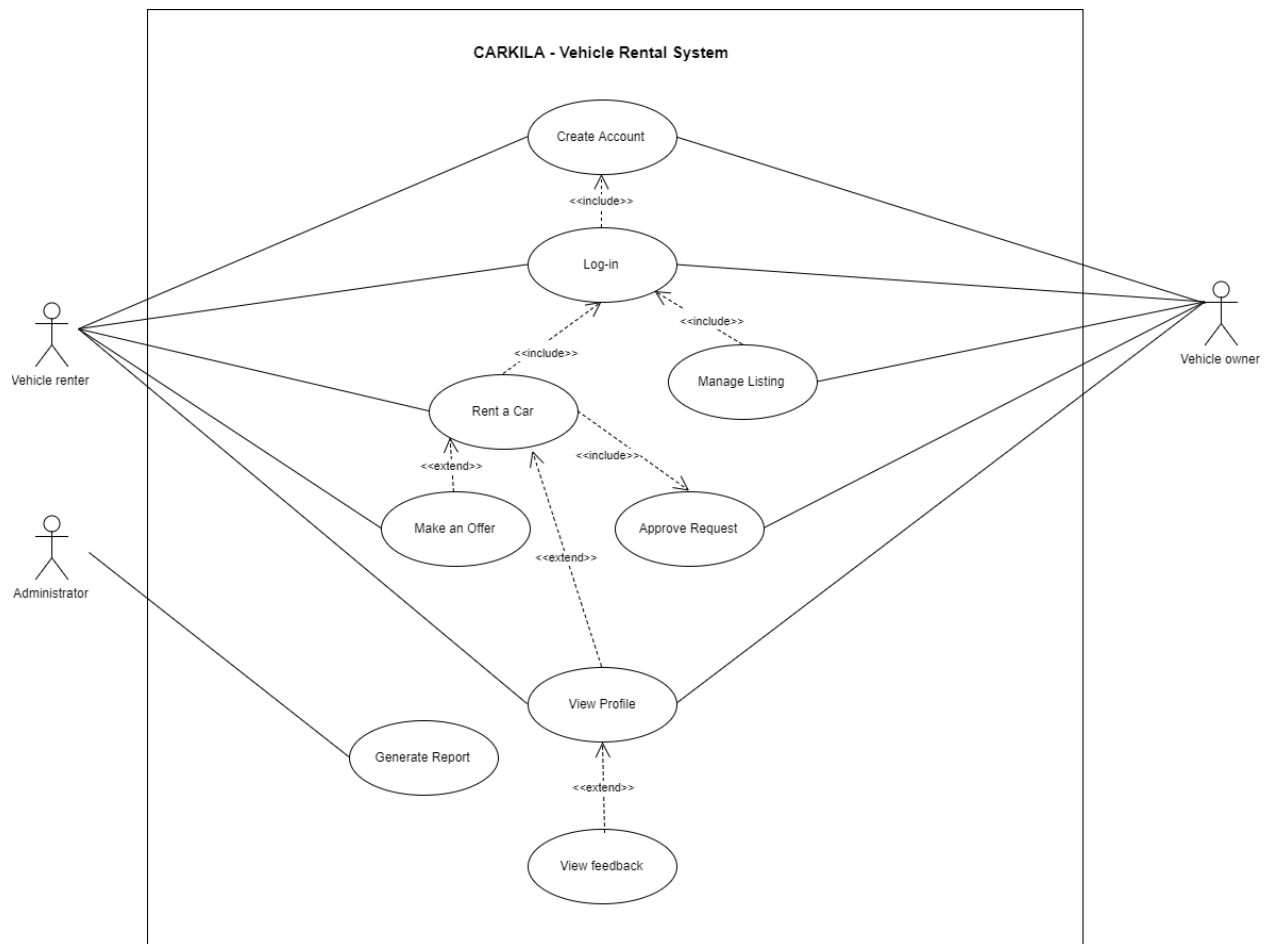 CARKILA - Vehicle Rental System
Create Account
<<include>>
Log-in
<<include>>
<<include>>
Vehicle renter
Vehicle owner
Manage Listing
Rent a Car
<<extend>>
<<include>>
Make an Offer
Approve Request
<<extend>>
Administrator
View Profile
Generate Report
<<extend>>
View feedback